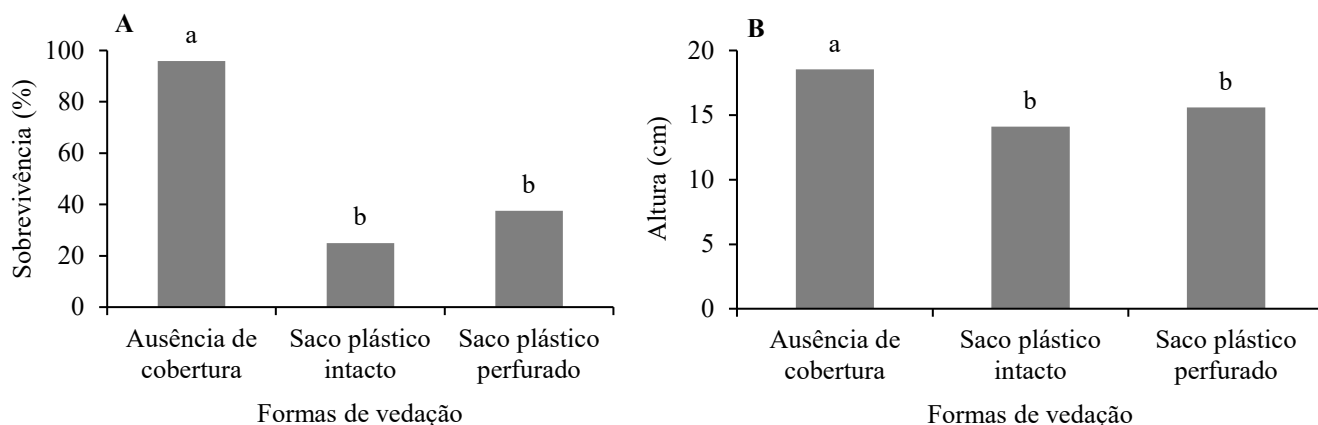 A
a
b
b
100
80
60
40
20
0
Sobrevivência (%)
Ausência de
cobertura
Saco plástico
intacto
Saco plástico
perfurado
Formas de vedação
B
a
b
b
20
15
10
5
0
Altura (cm)
Ausência de
cobertura
Saco plástico
intacto
Saco plástico
perfurado
Formas de vedação